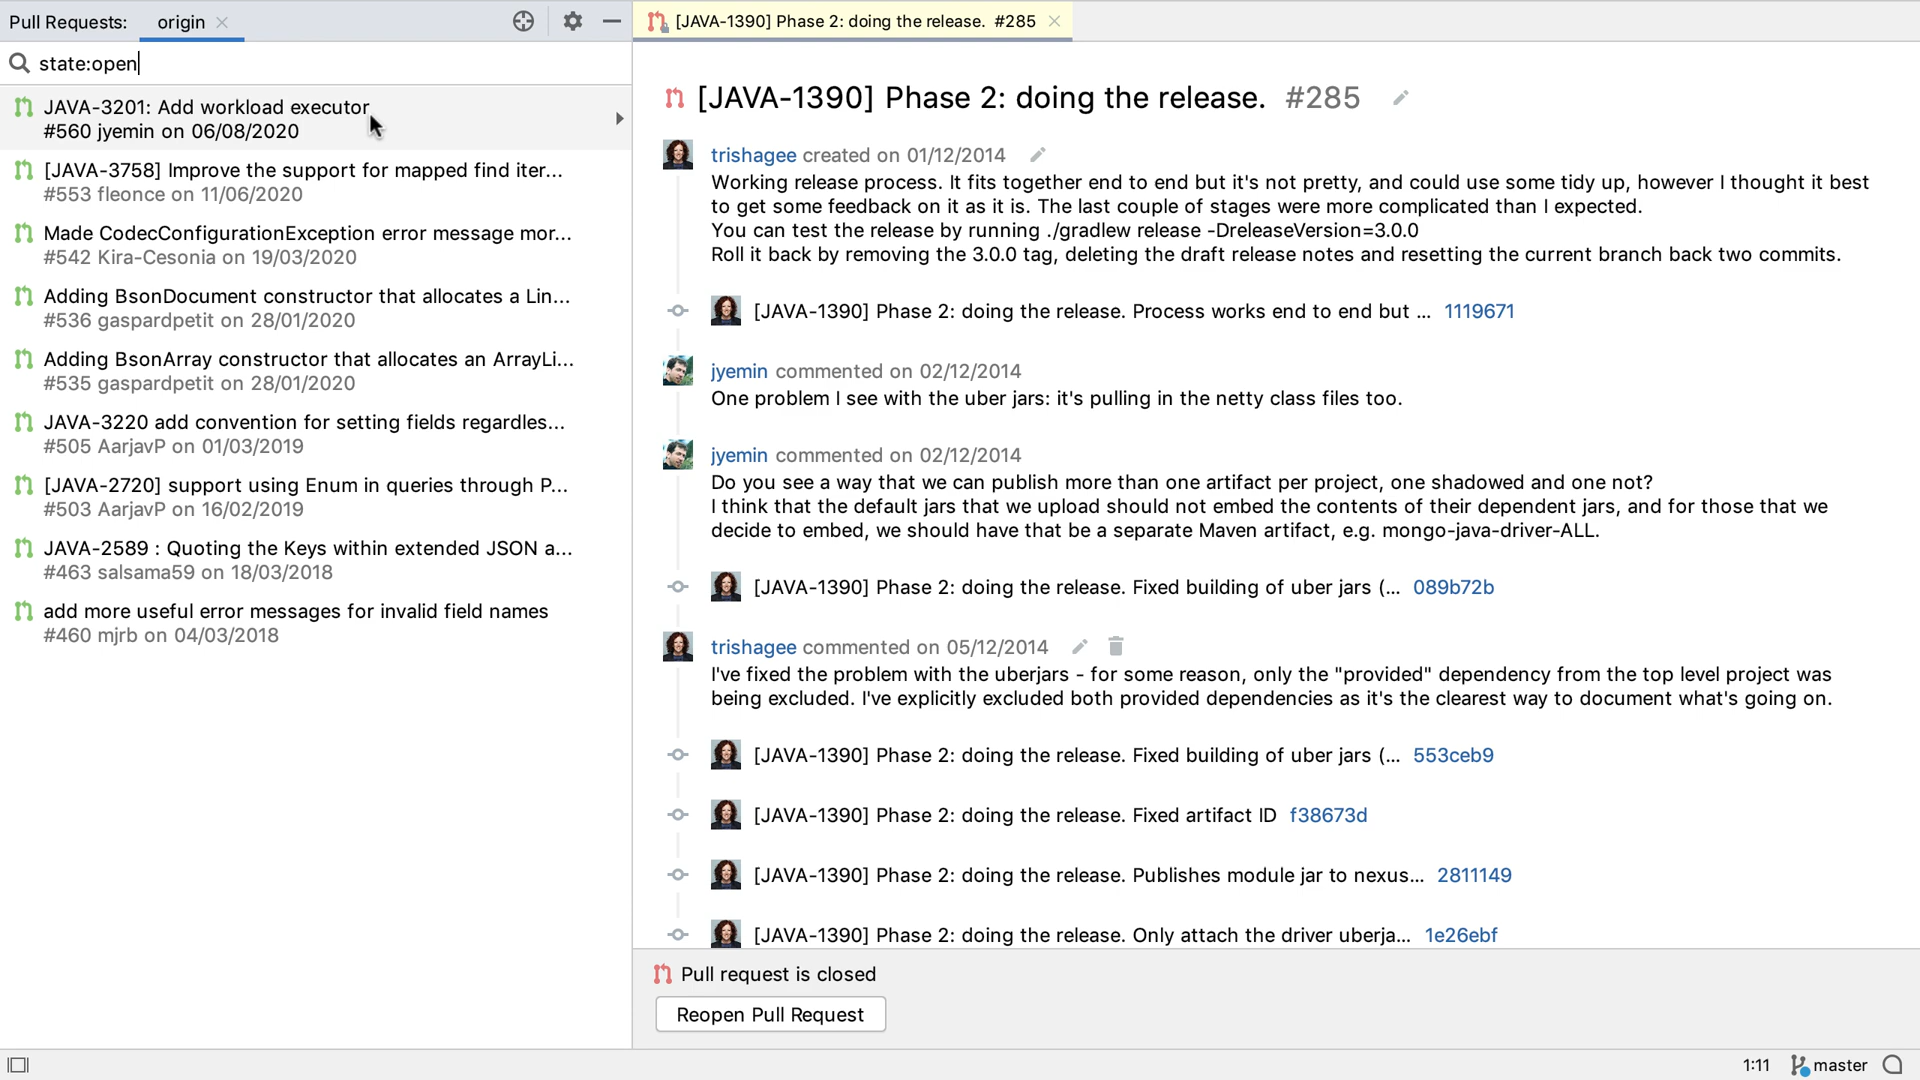 Pull Requests: origin
state:open
JAVA-3201: Add workload executor
#560 jyemin on 06/08/2020
[JAVA-3758] Improve the support for mapped find iter...
#553 fleonce on 11/06/2020
Made CodecConfigurationException error message mor...
#542 Kira-Cesonia on 19/03/2020
Adding BsonDocument constructor that allocates a Lin...
#536 gaspardpetit on 28/01/2020
Adding BsonArray constructor that allocates an ArrayLi...
#535 gaspardpetit on 28/01/2020
JAVA-3220 add convention for setting fields regardles...
#505 AarjavP on 01/03/2019
[JAVA-2720] support using Enum in queries through P...
#503 AarjavP on 16/02/2019
JAVA-2589 : Quoting the Keys within extended JSON a...
#463 salsama59 on 18/03/2018
add more useful error messages for invalid field names
#460 mjrb on 04/03/2018
[JAVA-1390] Phase 2: doing the release. #285
[JAVA-1390] Phase 2: doing the release. #285
trishagee created on 01/12/2014
Working release process. It fits together end to end but it's not pretty, and could use some tidy up, however I thought it best
to get some feedback on it as it is. The last couple of stages were more complicated than I expected.
You can test the release by running ./gradlew release -DreleaseVersion=3.0.0
Roll it back by removing the 3.0.0 tag, deleting the draft release notes and resetting the current branch back two commits.
[JAVA-1390] Phase 2: doing the release. Process works end to end but ... 1119671
jyemin commented on 02/12/2014
One problem I see with the uber jars: it's pulling in the netty class files too.
jyemin commented on 02/12/2014
Do you see a way that we can publish more than one artifact per project, one shadowed and one not?
I think that the default jars that we upload should not embed the contents of their dependent jars, and for those that we
decide to embed, we should have that be a separate Maven artifact, e.g. mongo-java-driver-ALL.
[JAVA-1390] Phase 2: doing the release. Fixed building of uber jars (... 089b72b
trishagee commented on 05/12/2014
I've fixed the problem with the uberjars - for some reason, only the "provided" dependency from the top level project was
being excluded. I've explicitly excluded both provided dependencies as it's the clearest way to document what's going on.
[JAVA-1390] Phase 2: doing the release. Fixed building of uber jars (... 553ceb9
[JAVA-1390] Phase 2: doing the release. Fixed artifact ID f38673d
[JAVA-1390] Phase 2: doing the release. Publishes module jar to nexus... 2811149
[JAVA-1390] Phase 2: doing the release. Only attach the driver uberja... 1e26ebf
Pull request is closed
Reopen Pull Request
1:11 master